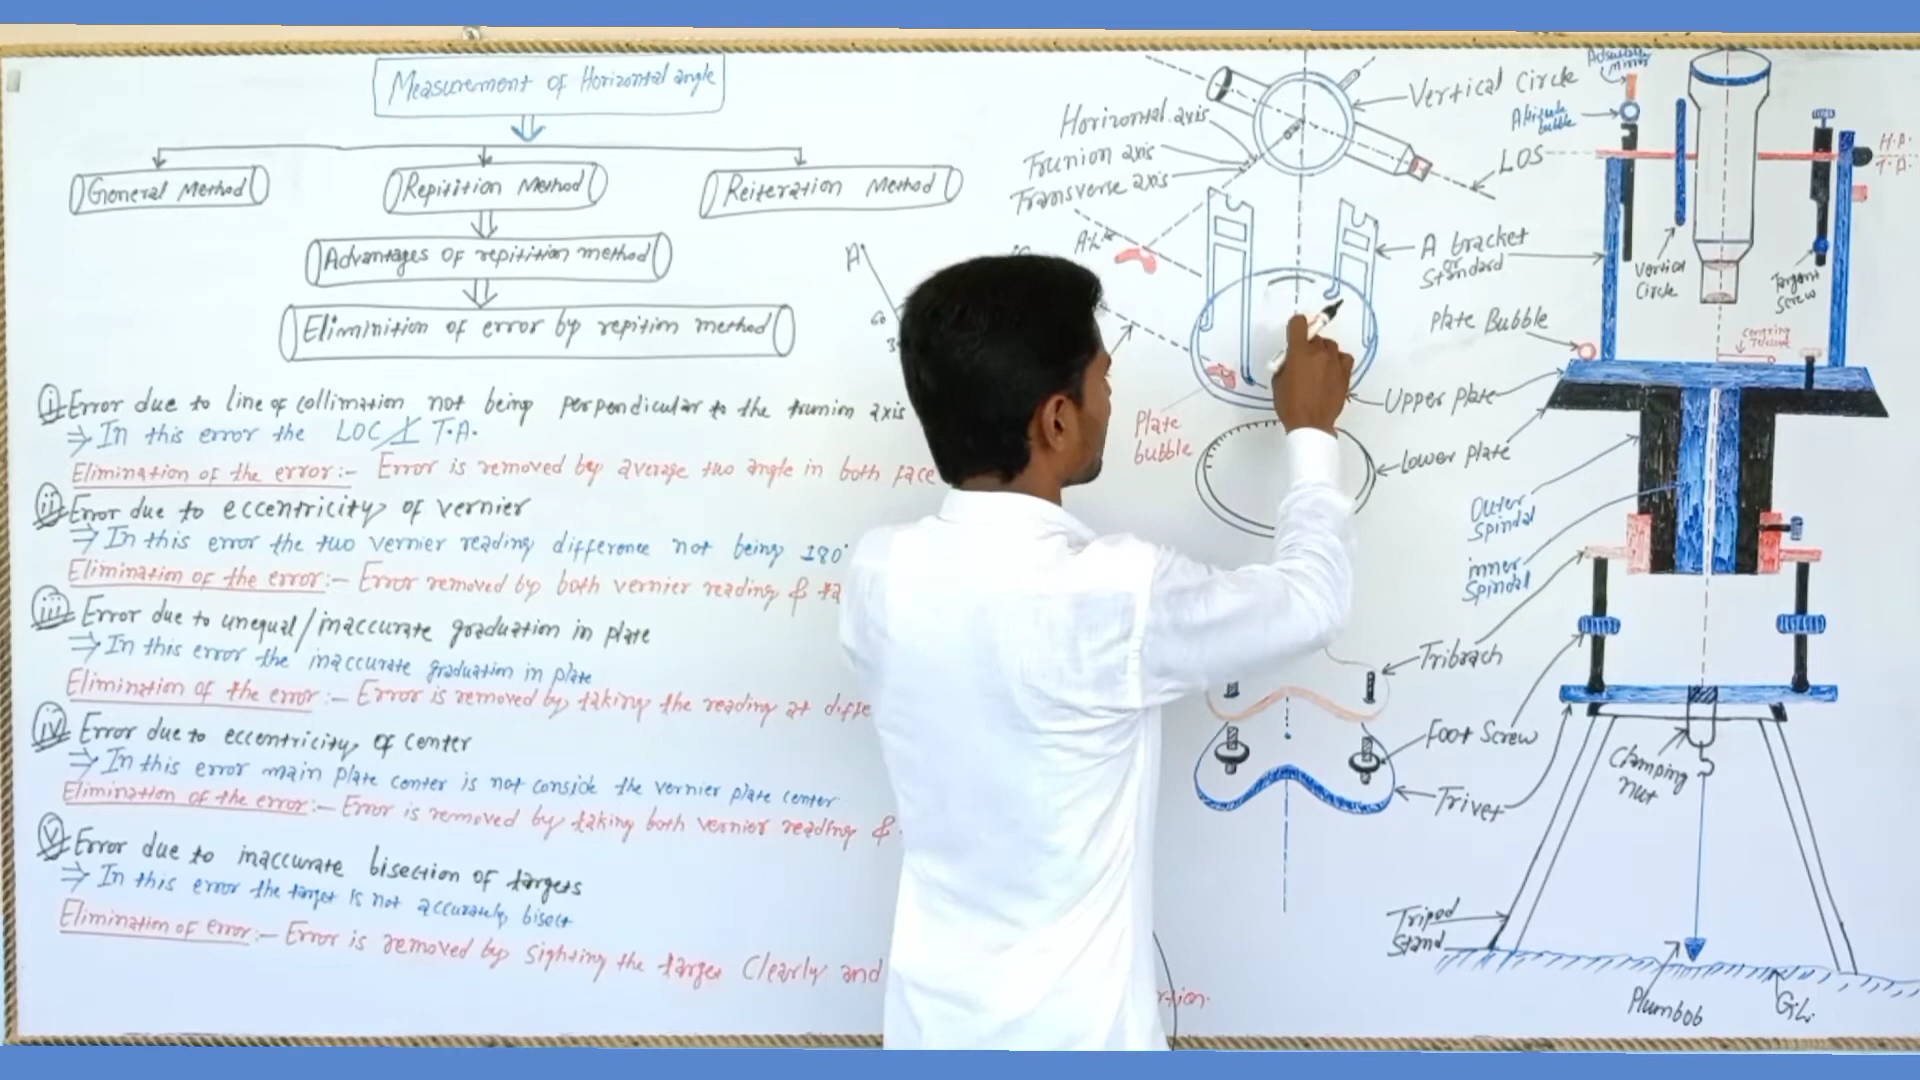 Measurement of Horizontal angle
General Method
Repitition Method
Reiteration Method
Advantages of repitition method
Eliminition of error by repition method
i) Error due to line of collimation not being perpendicular to the trunion axis
⇒ In this error the LOC ⊥̸ T.A.
Elimination of the error:- Error is removed by average two angle in both face
ii) Error due to eccentricity of vernier
⇒ In this error the two vernier reading difference not being 180°
Elimination of the error:- Error removed by both vernier reading &
iii) Error due to unequal/inaccurate graduation in plate
⇒ In this error the inaccurate graduation in plate
Elimination of the error:- Error is removed by taking the reading at diffe
iv) Error due to eccentricity of center
⇒ In this error main plate center is not conside the vernier plate center
Elimination of the error:- Error is removed by taking both vernier reading &
v) Error due to inaccurate bisection of targets
⇒ In this error the target is not accurately bisect
Elimination of error:- Error is removed by sighting the target clearly and
A
60
Vertical Circle
Horizontal axis
Trunion axis
Transverse axis
LOS
A bracket
or
Standard
Plate Bubble
Plate
bubble
Upper plate
Lower plate
Outer
Spindal
inner
Spindal
Tribrach
Foot Screw
Trivet
Tripod
Stand
Altitude
bubble
Vertical
Circle
Tangent
Screw
H.A.
T.A.
Clamping
nut
Plumbob
G.L.